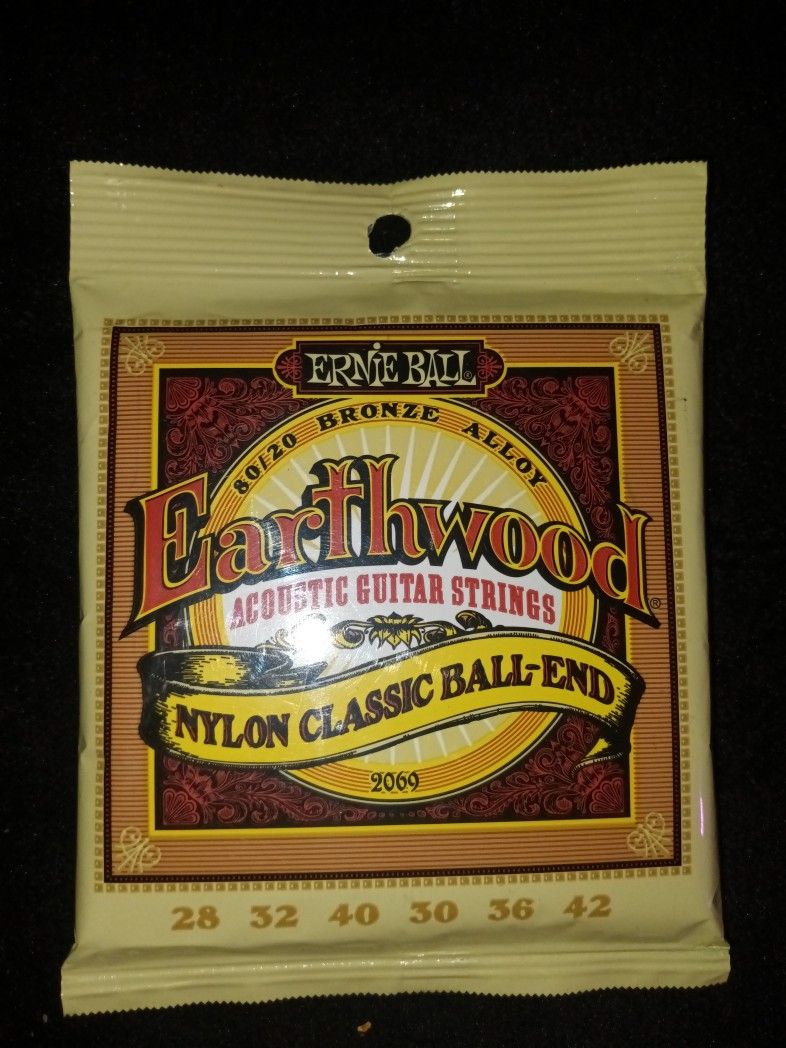 ERNIE BALL®
80/20 BRONZE ALLOY
Earthwood®
ACOUSTIC GUITAR STRINGS
NYLON CLASSIC BALL-END
2069
28 32 40 30 36 42